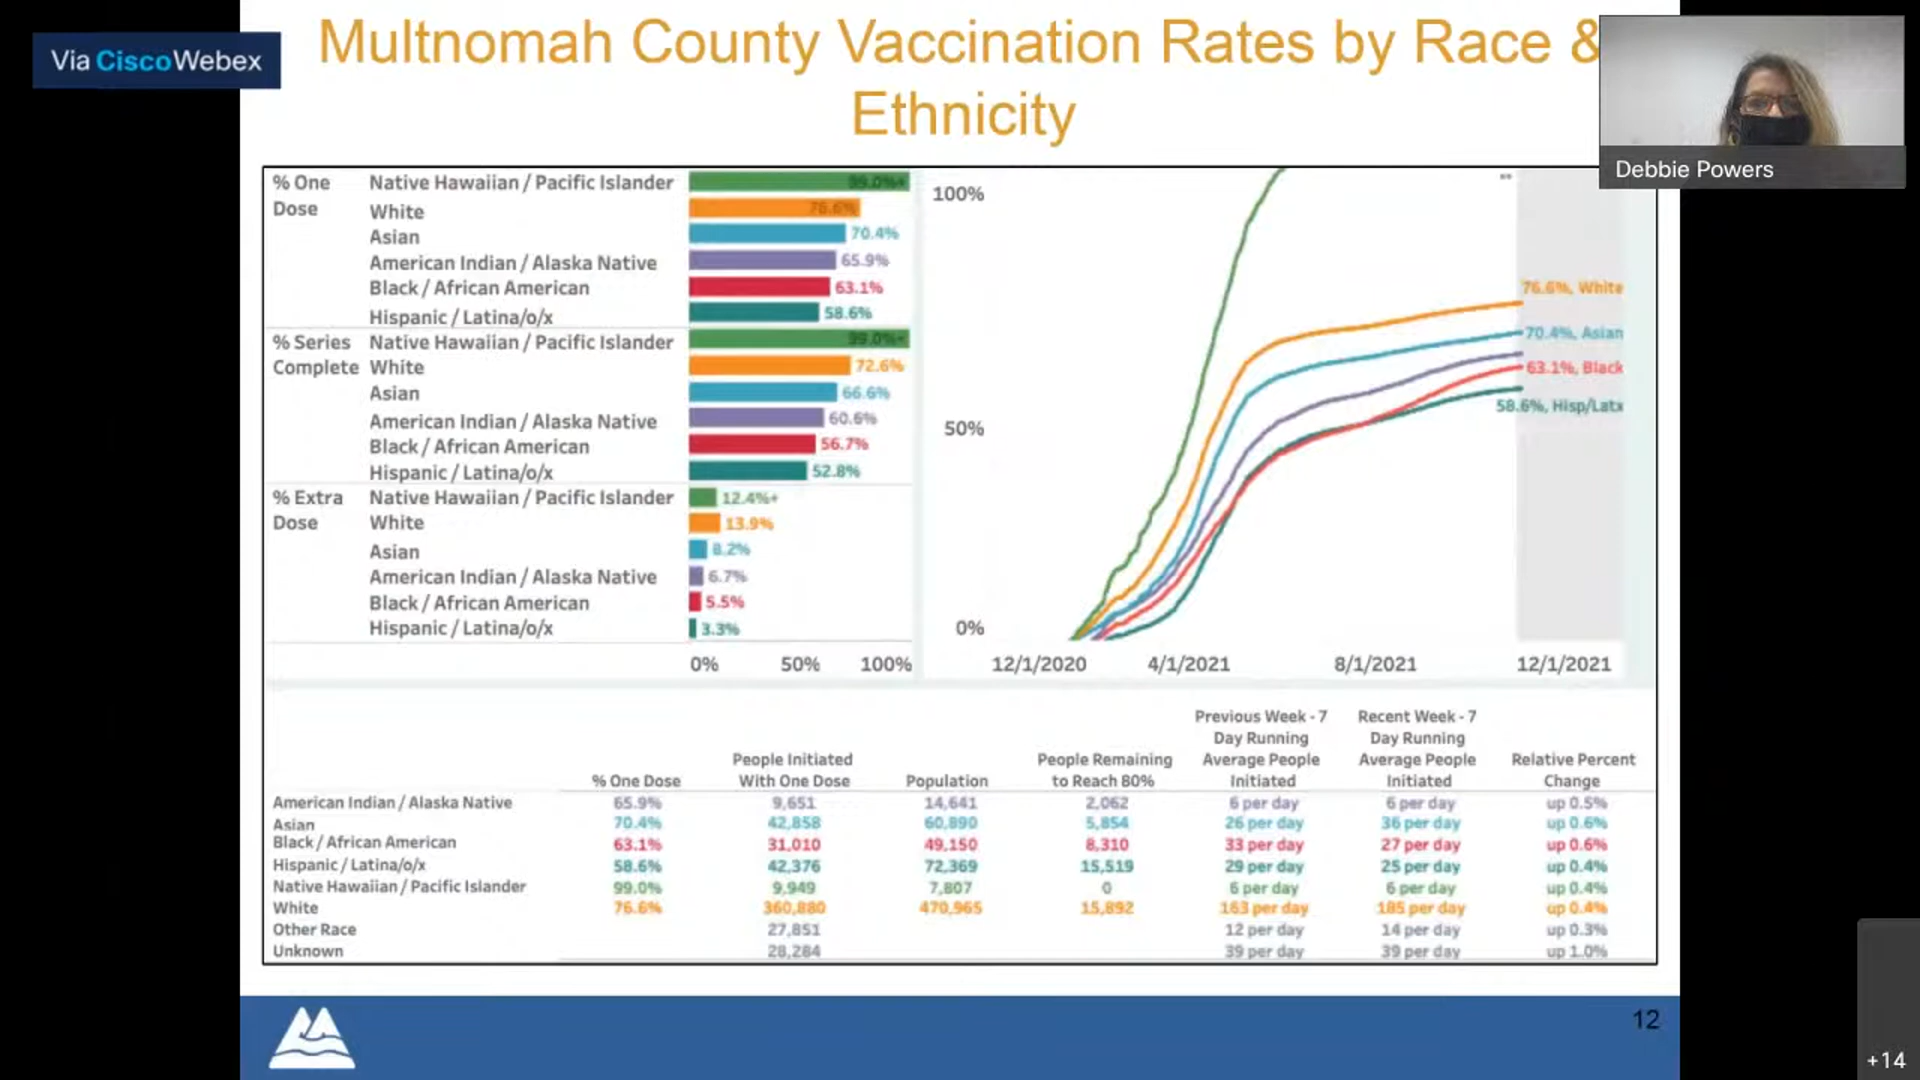 Via CiscoWebex
Multnomah County Vaccination Rates by Race &
Ethnicity
Debbie Powers
% One Dose
Native Hawaiian / Pacific Islander 99.0%+
White 76.6%
Asian 70.4%
American Indian / Alaska Native 65.9%
Black / African American 63.1%
Hispanic / Latina/o/x 58.6%
% Series Complete
Native Hawaiian / Pacific Islander 99.0%+
White 72.6%
Asian 66.6%
American Indian / Alaska Native 60.6%
Black / African American 56.7%
Hispanic / Latina/o/x 52.8%
% Extra Dose
Native Hawaiian / Pacific Islander 12.4%+
White 13.9%
Asian 8.2%
American Indian / Alaska Native 6.7%
Black / African American 5.5%
Hispanic / Latina/o/x 3.3%
0% 50% 100%
100%
50%
0%
76.6%, White
70.4%, Asian
63.1%, Black
58.6%, Hisp/Latx
12/1/2020 4/1/2021 8/1/2021 12/1/2021
% One Dose
People Initiated
With One Dose
Population
People Remaining
to Reach 80%
Previous Week - 7
Day Running
Average People
Initiated
Recent Week - 7
Day Running
Average People
Initiated
Relative Percent
Change
American Indian / Alaska Native 65.9% 9,651 14,641 2,062 6 per day 6 per day up 0.5%
Asian 70.4% 42,858 60,890 5,854 26 per day 36 per day up 0.6%
Black / African American 63.1% 31,010 49,150 8,310 33 per day 27 per day up 0.6%
Hispanic / Latina/o/x 58.6% 42,376 72,369 15,519 29 per day 25 per day up 0.4%
Native Hawaiian / Pacific Islander 99.0% 9,949 7,807 0 6 per day 6 per day up 0.4%
White 76.6% 360,880 470,965 15,892 163 per day 185 per day up 0.4%
Other Race 27,851 12 per day 14 per day up 0.3%
Unknown 28,284 39 per day 39 per day up 1.0%
12
+14